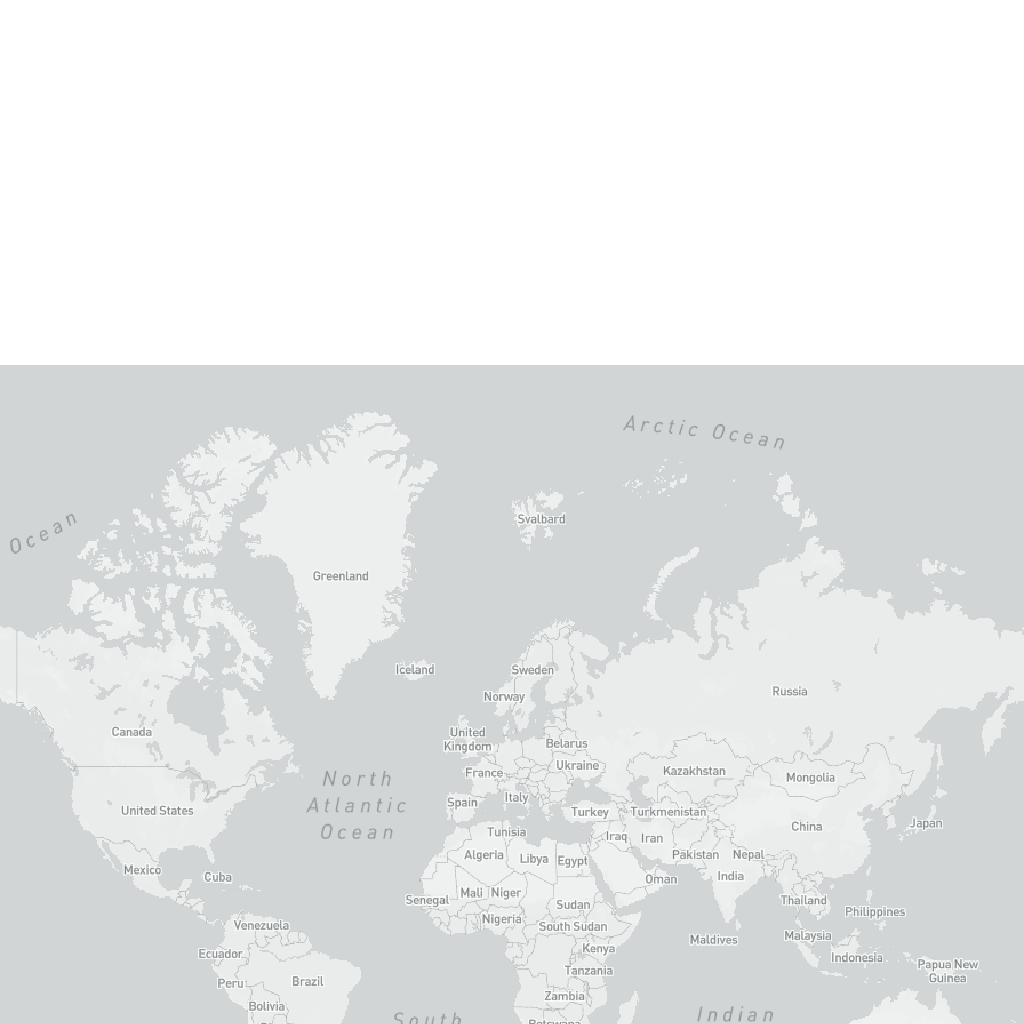 Arctic Ocean
Ocean
Svalbard
Greenland
Iceland
Sweden
Russia
Norway
Canada
United
Kingdom
Belarus
Ukraine
France
Kazakhstan
Mongolia
North
Atlantic
Ocean
United States
Spain
Italy
Turkey
Turkmenistan
China
Japan
Tunisia
Iraq
Iran
Algeria
Libya
Egypt
Pakistan
Nepal
Mexico
Cuba
Oman
India
Senegal
Mali
Niger
Sudan
Thailand
Philippines
Nigeria
South Sudan
Venezuela
Maldives
Malaysia
Ecuador
Kenya
Indonesia
Papua New
Guinea
Tanzania
Peru
Brazil
Zambia
Bolivia
Indian
South
Botswana